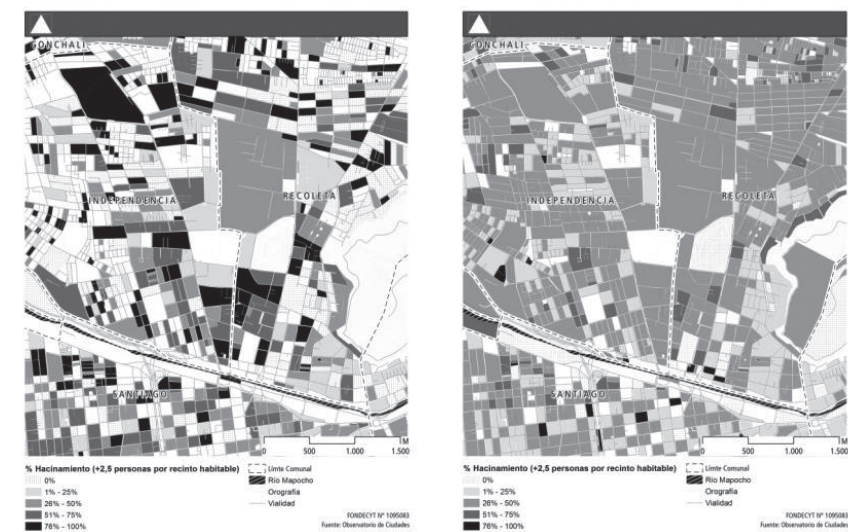 CONCHALI
INDEPENDENCIA
RECOLETA
SANTIAGO
0 500 1.000 1.500 M
% Hacinamiento (+2,5 personas por recinto habitable)
0%
1% - 25%
26% - 50%
51% - 75%
76% - 100%
Límte Comunal
Río Mapocho
Orografía
Vialidad
FONDECYT Nº 1095083
Fuente: Observatorio de Ciudades
CONCHALI
INDEPENDENCIA
RECOLETA
SANTIAGO
0 500 1.000 1.500 M
% Hacinamiento (+2,5 personas por recinto habitable)
0%
1% - 25%
26% - 50%
51% - 75%
76% - 100%
Límte Comunal
Río Mapocho
Orografía
Vialidad
FONDECYT Nº 1095083
Fuente: Observatorio de Ciudades